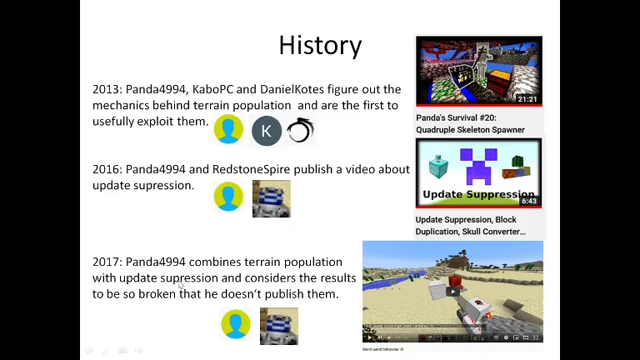 History
2013: Panda4994, KaboPC and DanielKotes figure out the
mechanics behind terrain population and are the first to
usefully exploit them.
K
21:21
Panda's Survival #20:
Quadruple Skeleton Spawner
2016: Panda4994 and RedstoneSpire publish a video about
update supression.
Update Suppression
6:43
Update Suppression, Block
Duplication, Skull Converter...
2017: Panda4994 combines terrain population
with update supression and considers the results
to be so broken that he doesn't publish them.